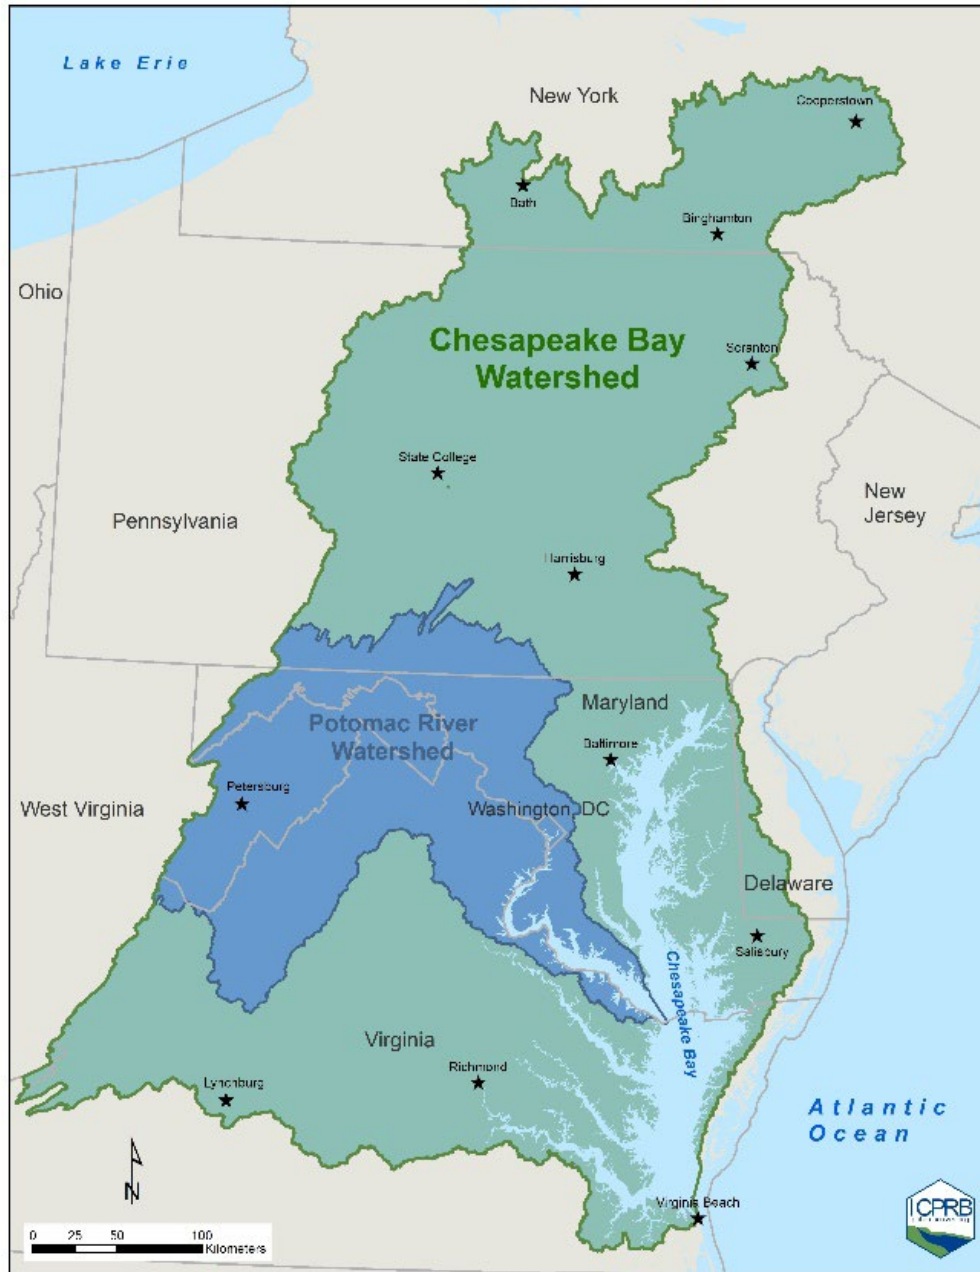 Lake Erie
New York
Cooperstown
Bath
Binghamton
Ohio
Chesapeake Bay
Watershed
Scranton
State College
Pennsylvania
New
Jersey
Harrisburg
Maryland
Potomac River
Watershed
Baltimore
Petersburg
West Virginia
Washington, DC
Delaware
Salisbury
Chesapeake Bay
Virginia
Richmond
Lynchburg
Atlantic
Ocean
N
Virginia Beach
0 25 50 100
Kilometers
ICPRB